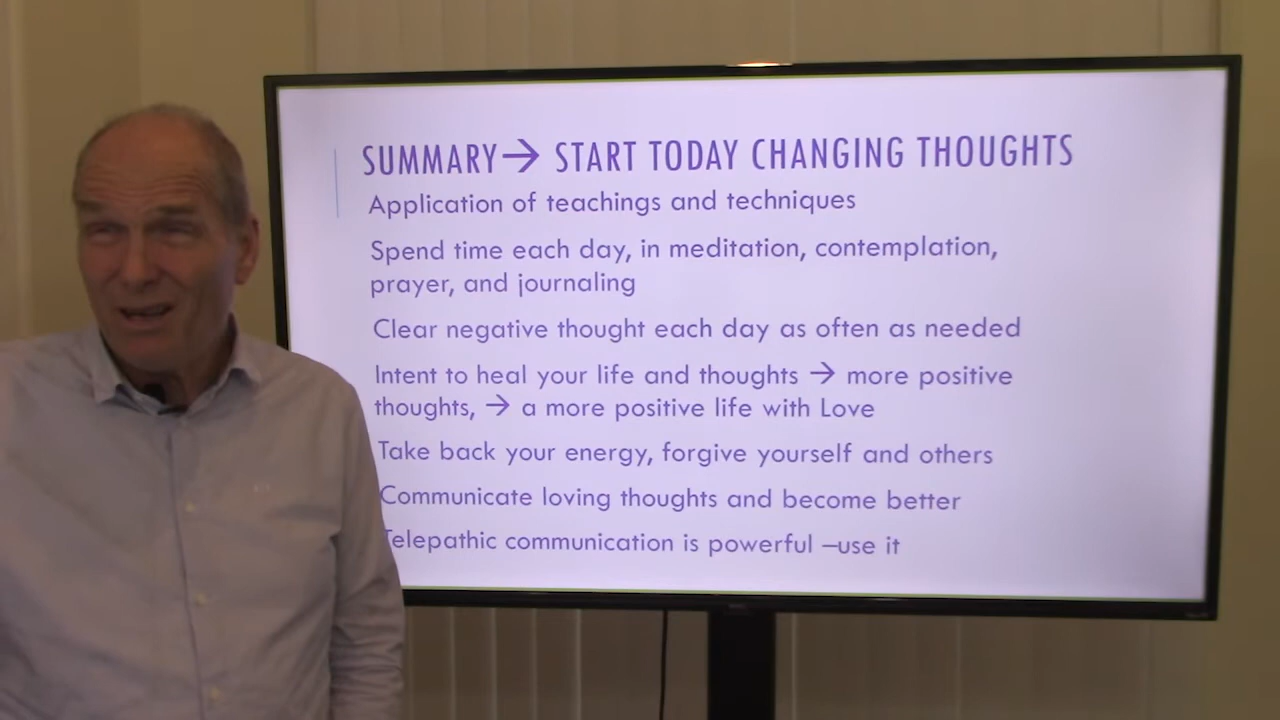 SUMMARY→ START TODAY CHANGING THOUGHTS
Application of teachings and techniques
Spend time each day, in meditation, contemplation,
prayer, and journaling
Clear negative thought each day as often as needed
Intent to heal your life and thoughts → more positive
thoughts, → a more positive life with Love
Take back your energy, forgive yourself and others
Communicate loving thoughts and become better
Telepathic communication is powerful –use it